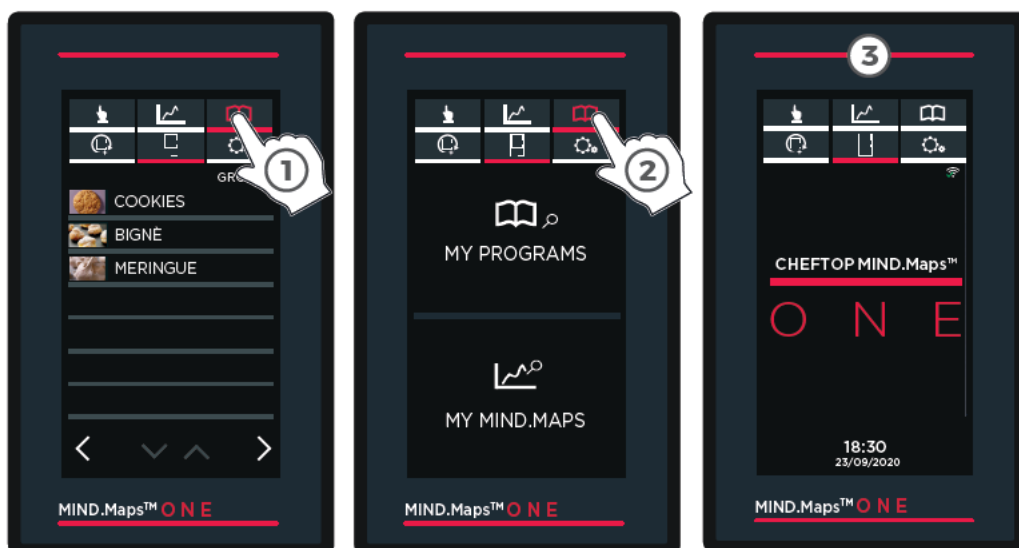 1
GRO
COOKIES
BIGNÈ
MERINGUE
MIND.Maps™ ONE
2
MY PROGRAMS
MY MIND.MAPS
MIND.Maps™ ONE
3
CHEFTOP MIND.Maps™
O N E
18:30
23/09/2020
MIND.Maps™ ONE